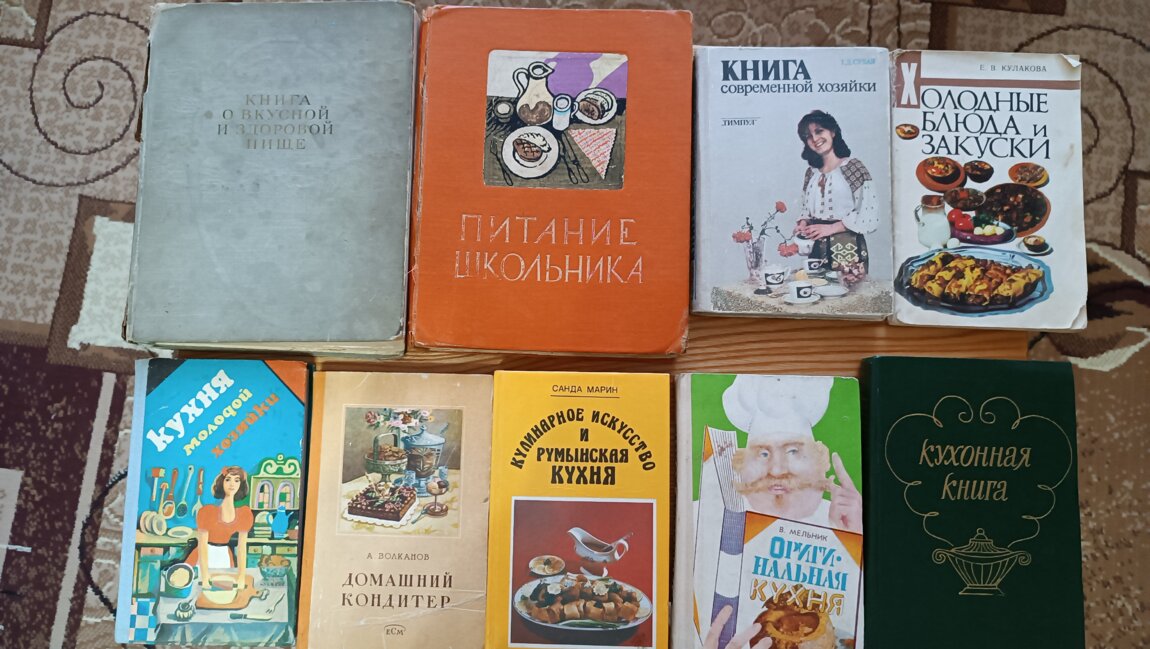 КНИГА
О ВКУСНОЙ
И ЗДОРОВОЙ
ПИЩЕ
ПИТАНИЕ
ШКОЛЬНИКА
КНИГА
современной хозяйки
„ТИМПУЛ"
Е. В. КУЛАКОВА
ХОЛОДНЫЕ
БЛЮДА И
ЗАКУСКИ
КУХНЯ
МОЛОДОЙ
ХОЗЯЙКИ
А ВОЛКАНОВ
ДОМАШНИЙ
КОНДИТЕР
САНДА МАРИН
КУЛИНАРНОЕ ИСКУССТВО
И
РУМЫНСКАЯ
КУХНЯ
В. МЕЛЬНИК
ОРИГИ-
НАЛЬНАЯ
КУХНЯ
кухонная
книга